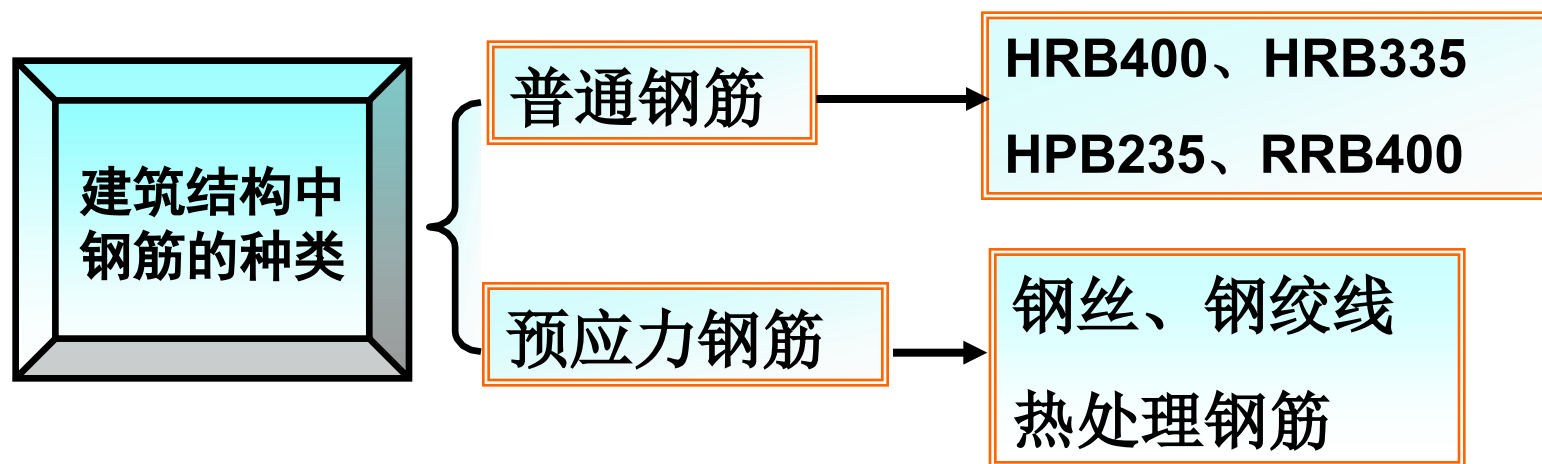 建筑结构中
钢筋的种类
普通钢筋
HRB400、HRB335
HPB235、RRB400
预应力钢筋
钢丝、钢绞线
热处理钢筋